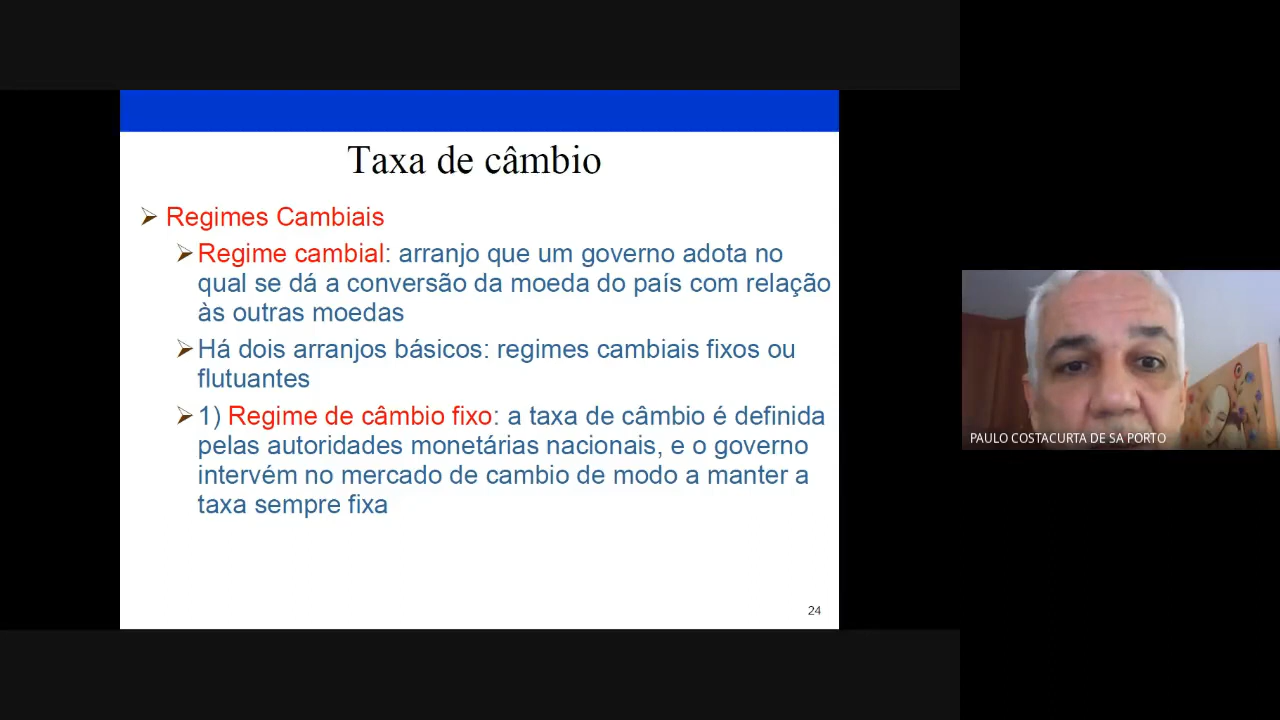 Taxa de câmbio
Regimes Cambiais
Regime cambial: arranjo que um governo adota no
qual se dá a conversão da moeda do país com relação
às outras moedas
Há dois arranjos básicos: regimes cambiais fixos ou
flutuantes
1) Regime de câmbio fixo: a taxa de câmbio é definida
pelas autoridades monetárias nacionais, e o governo
intervém no mercado de cambio de modo a manter a
taxa sempre fixa
24
PAULO COSTACURTA DE SA PORTO